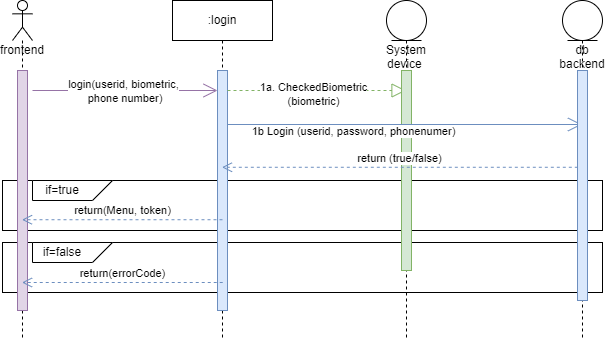 :login
frontend
System
device
db
backend
login(userid, biometric,
phone number)
1a. CheckedBiometric
(biometric)
1b Login (userid, password, phonenumer)
return (true/false)
if=true
return(Menu, token)
if=false
return(errorCode)